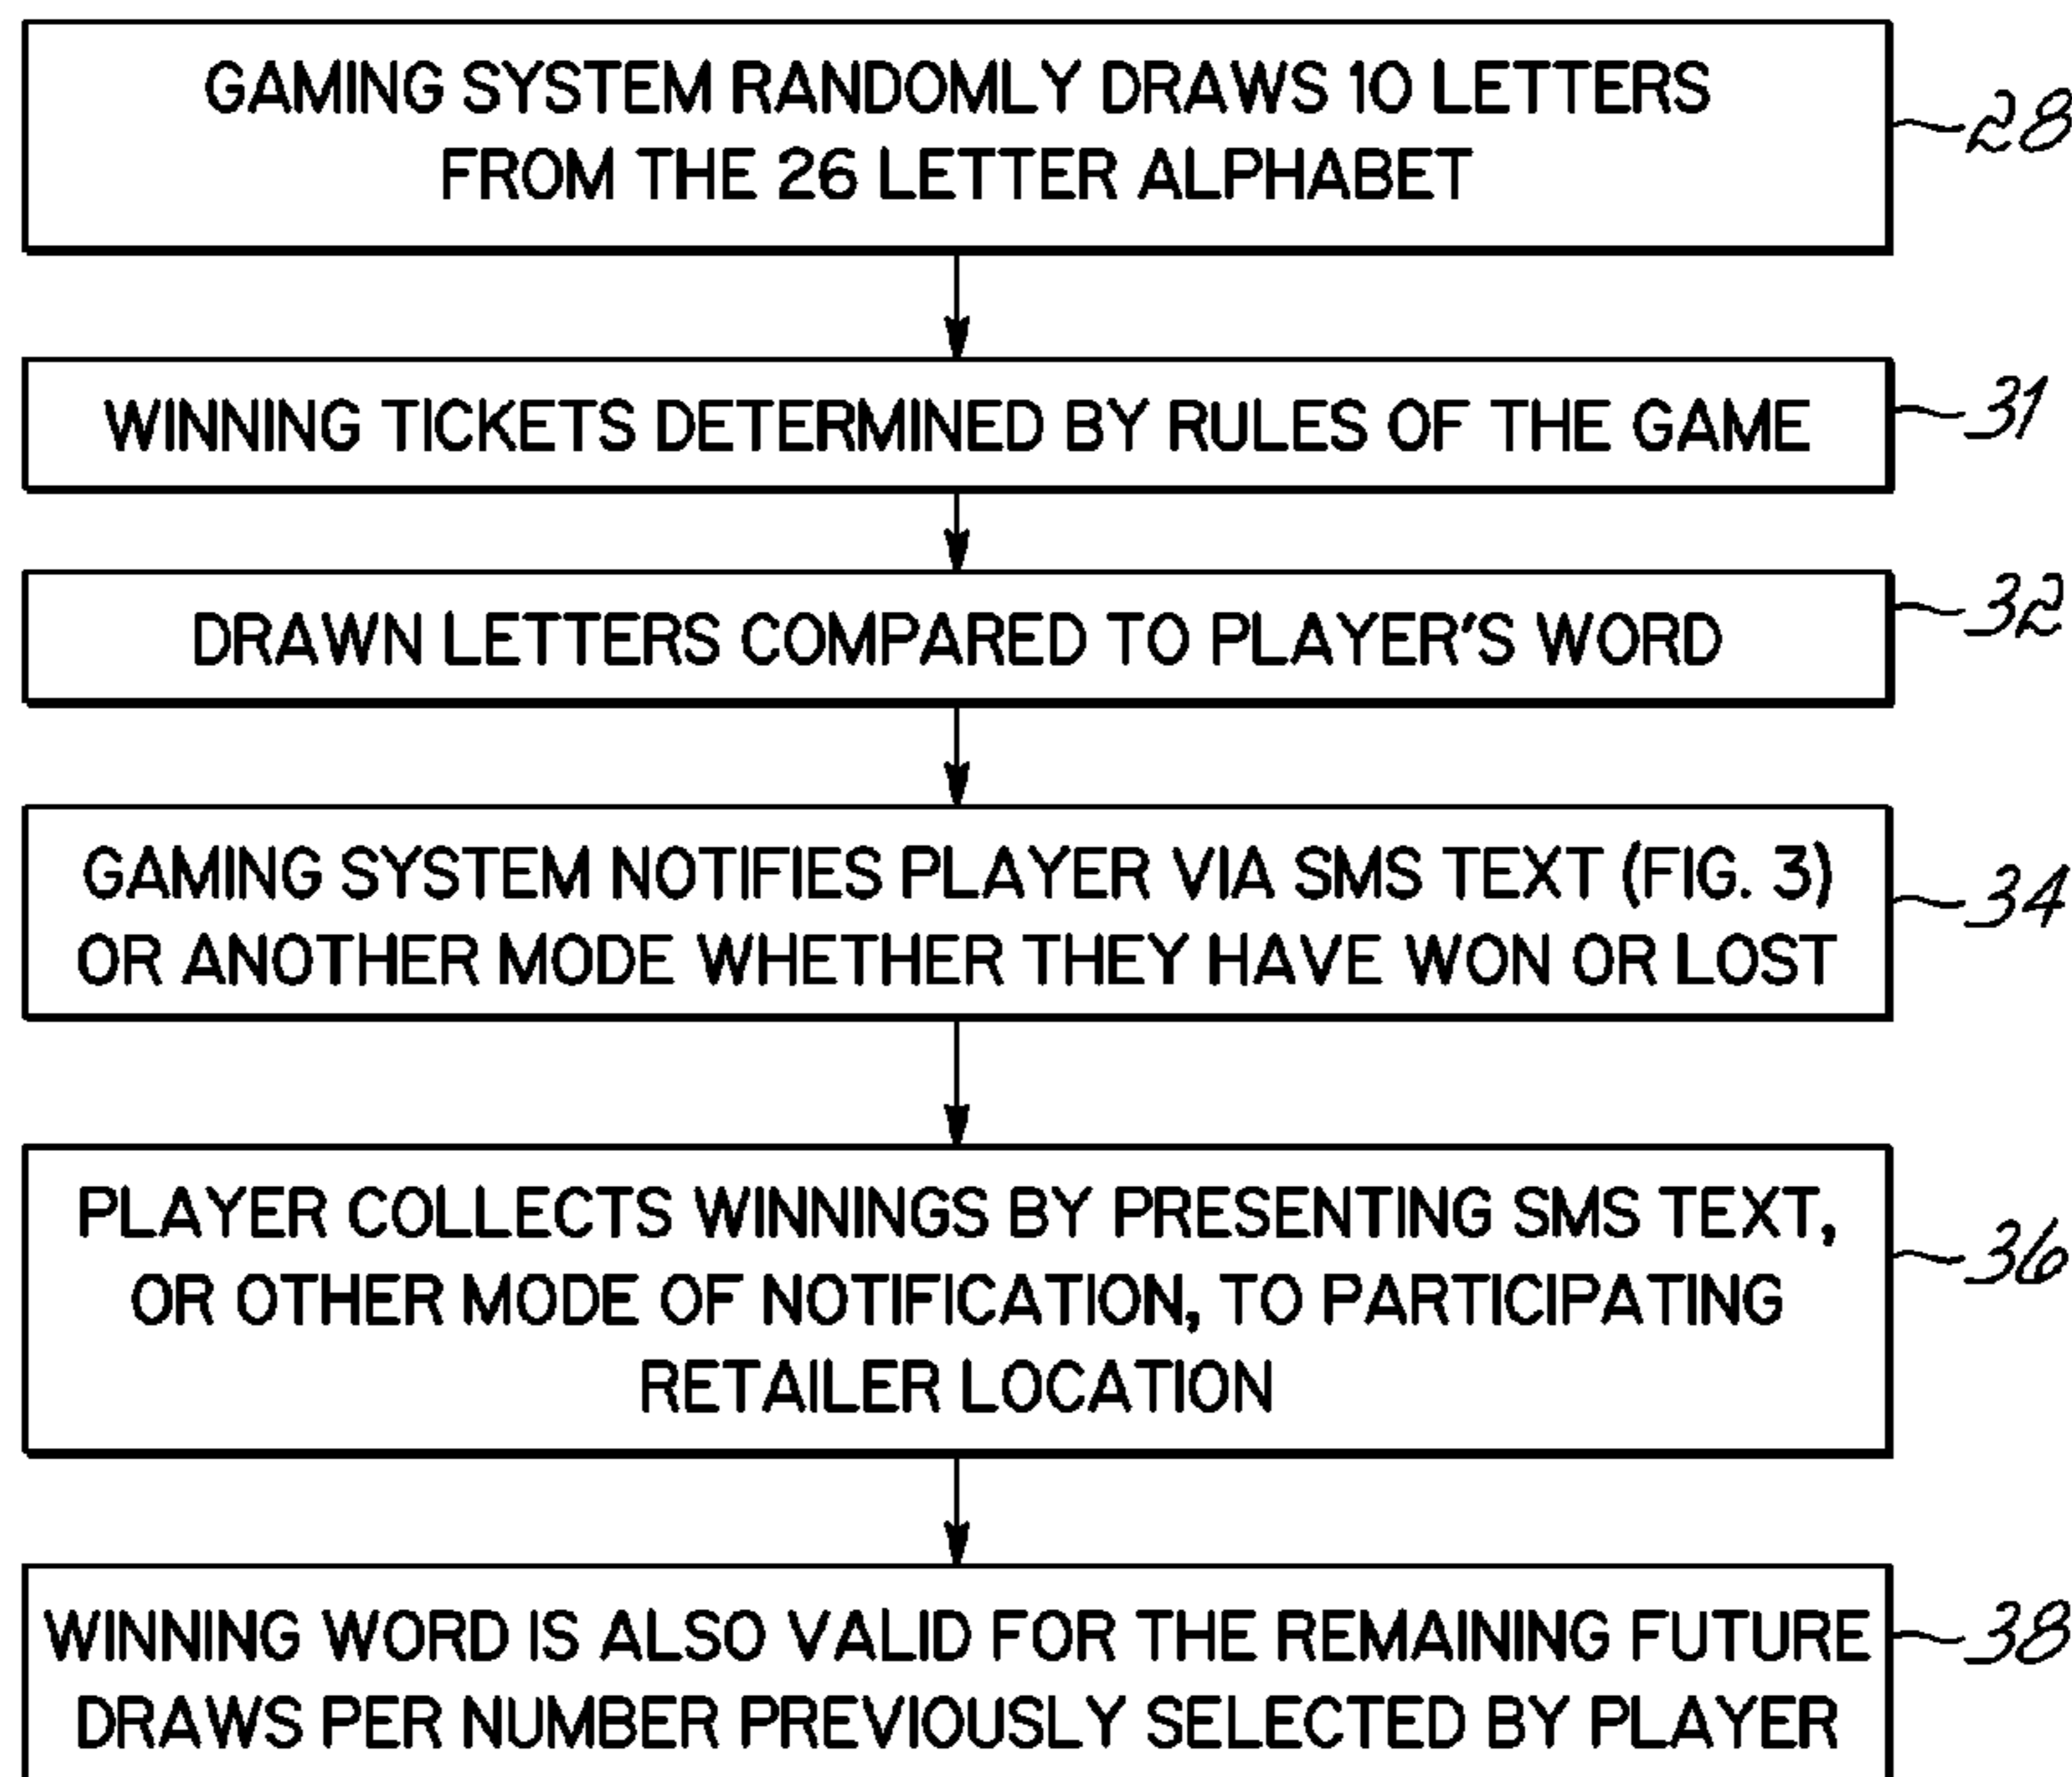 GAMING SYSTEM RANDOMLY DRAWS 10 LETTERS
FROM THE 26 LETTER ALPHABET
28
WINNING TICKETS DETERMINED BY RULES OF THE GAME
31
DRAWN LETTERS COMPARED TO PLAYER'S WORD
32
GAMING SYSTEM NOTIFIES PLAYER VIA SMS TEXT (FIG. 3)
OR ANOTHER MODE WHETHER THEY HAVE WON OR LOST
34
PLAYER COLLECTS WINNINGS BY PRESENTING SMS TEXT,
OR OTHER MODE OF NOTIFICATION, TO PARTICIPATING
RETAILER LOCATION
36
WINNING WORD IS ALSO VALID FOR THE REMAINING FUTURE
DRAWS PER NUMBER PREVIOUSLY SELECTED BY PLAYER
38